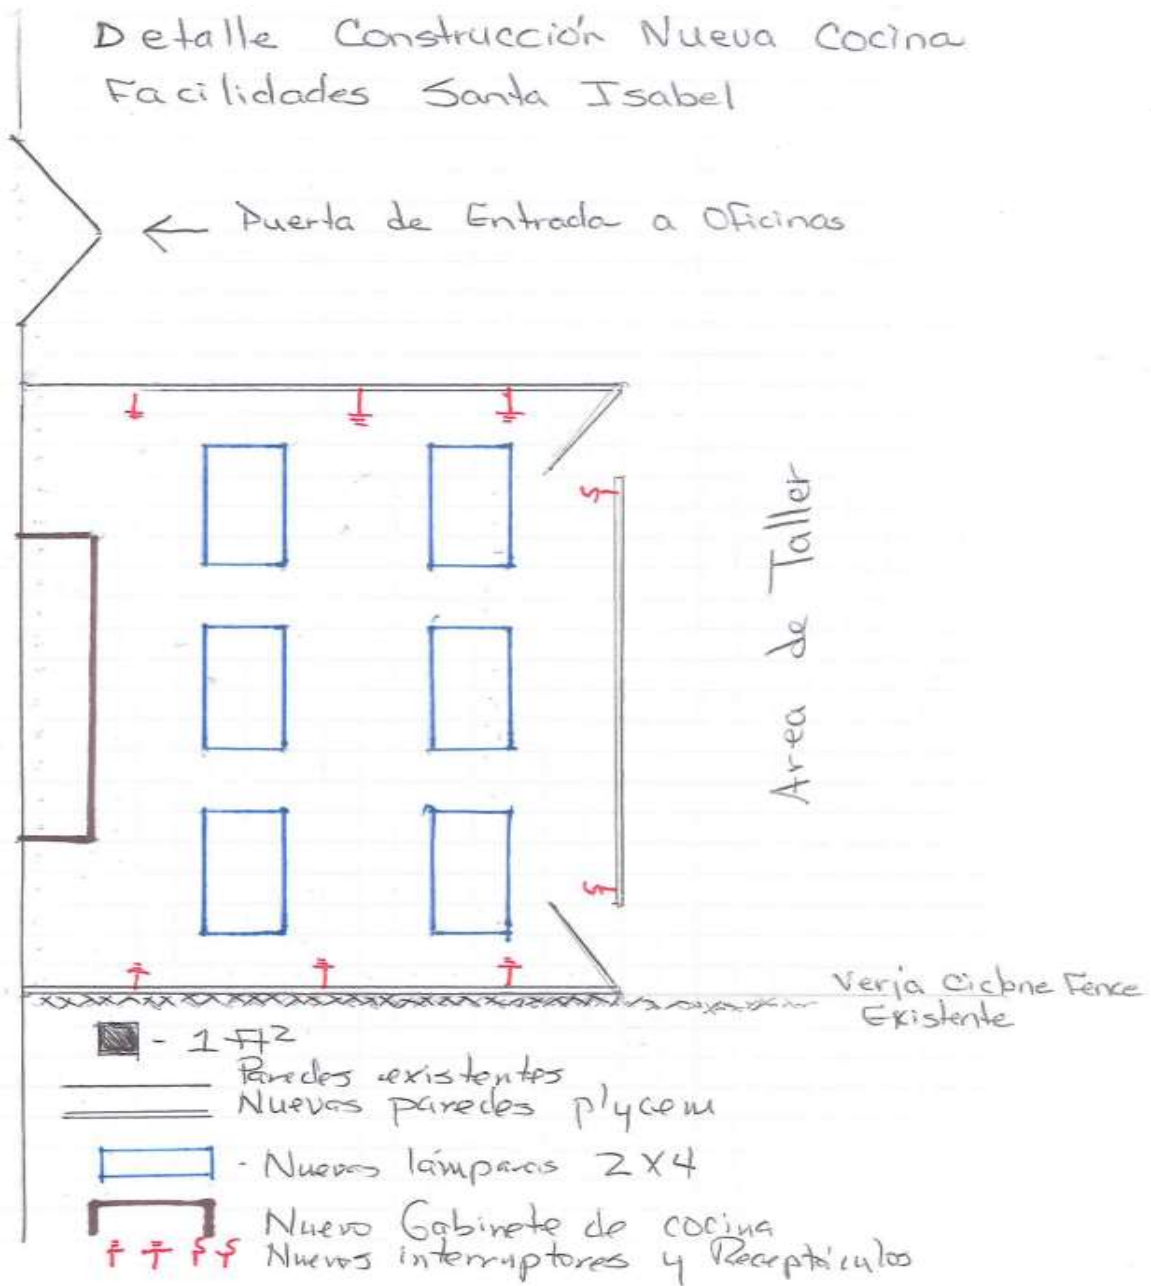 Detalle Construcción Nueva Cocina
Facilidades Santa Isabel
← Puerta de Entrada a Oficinas
Area de Taller
Verja Ciclone Fence
Existente
- 1 Ft2
Paredes existentes
Nuevas paredes plycem
- Nuevas lámparas 2X4
Nuevo Gabinete de cocina
Nuevos interruptores y Receptáculos